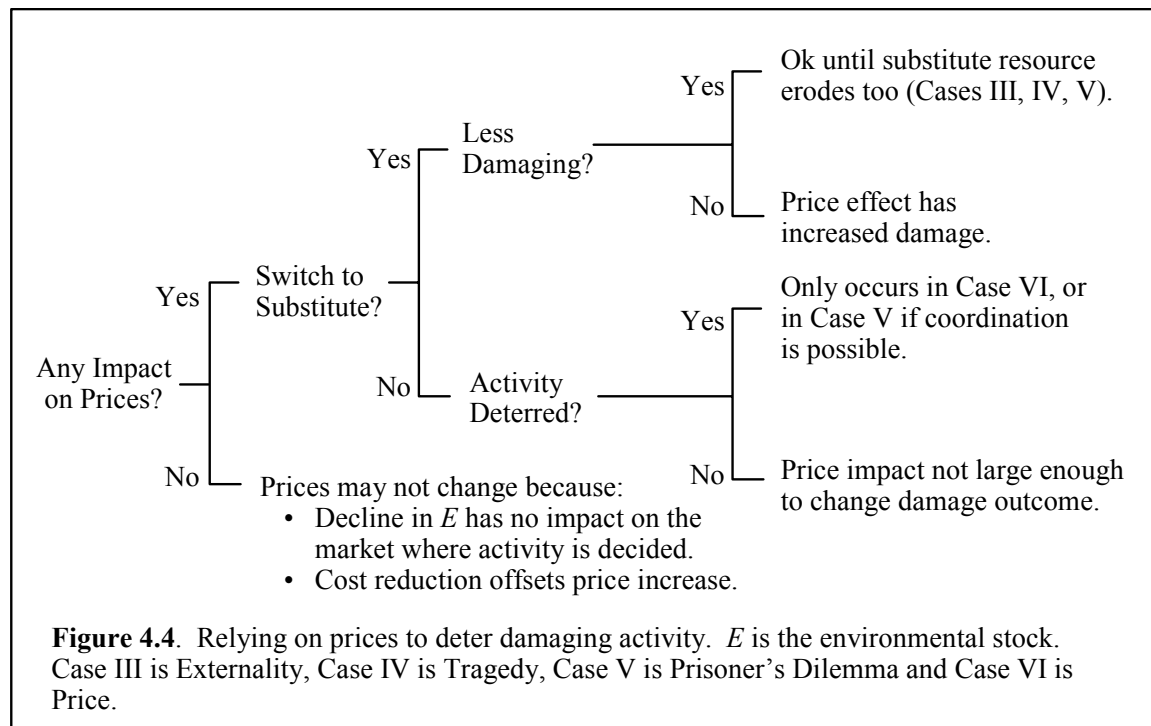 Ok until substitute resource
erodes too (Cases III, IV, V).
Yes
Less
Damaging?
Yes
No
Price effect has
increased damage.
Switch to
Substitute?
Yes
Only occurs in Case VI, or
in Case V if coordination
is possible.
Yes
Any Impact
on Prices?
No
Activity
Deterred?
No
Price impact not large enough
to change damage outcome.
No
Prices may not change because:
• Decline in E has no impact on the
market where activity is decided.
• Cost reduction offsets price increase.
Figure 4.4. Relying on prices to deter damaging activity. E is the environmental stock.
Case III is Externality, Case IV is Tragedy, Case V is Prisoner's Dilemma and Case VI is
Price.